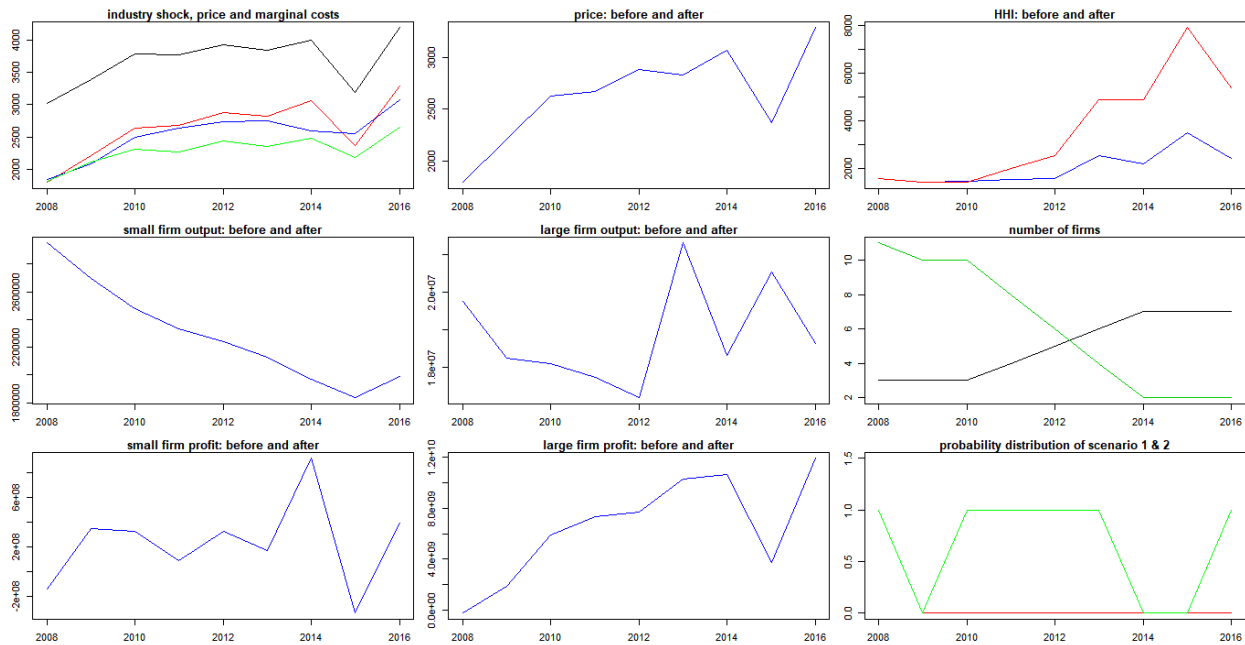 industry shock, price and marginal costs
4000
3500
3000
2500
2000
2008 2010 2012 2014 2016
price: before and after
3000
2500
2000
2008 2010 2012 2014 2016
HHI: before and after
8000
6000
4000
2000
2008 2010 2012 2014 2016
small firm output: before and after
2600000
2200000
1800000
2008 2010 2012 2014 2016
large firm output: before and after
2.0e+07
1.8e+07
2008 2010 2012 2014 2016
number of firms
10
8
6
4
2
2008 2010 2012 2014 2016
small firm profit: before and after
6e+08
2e+08
-2e+08
2008 2010 2012 2014 2016
large firm profit: before and after
1.2e+10
8.0e+09
4.0e+09
0.0e+00
2008 2010 2012 2014 2016
probability distribution of scenario 1 & 2
1.5
1.0
0.5
0.0
2008 2010 2012 2014 2016